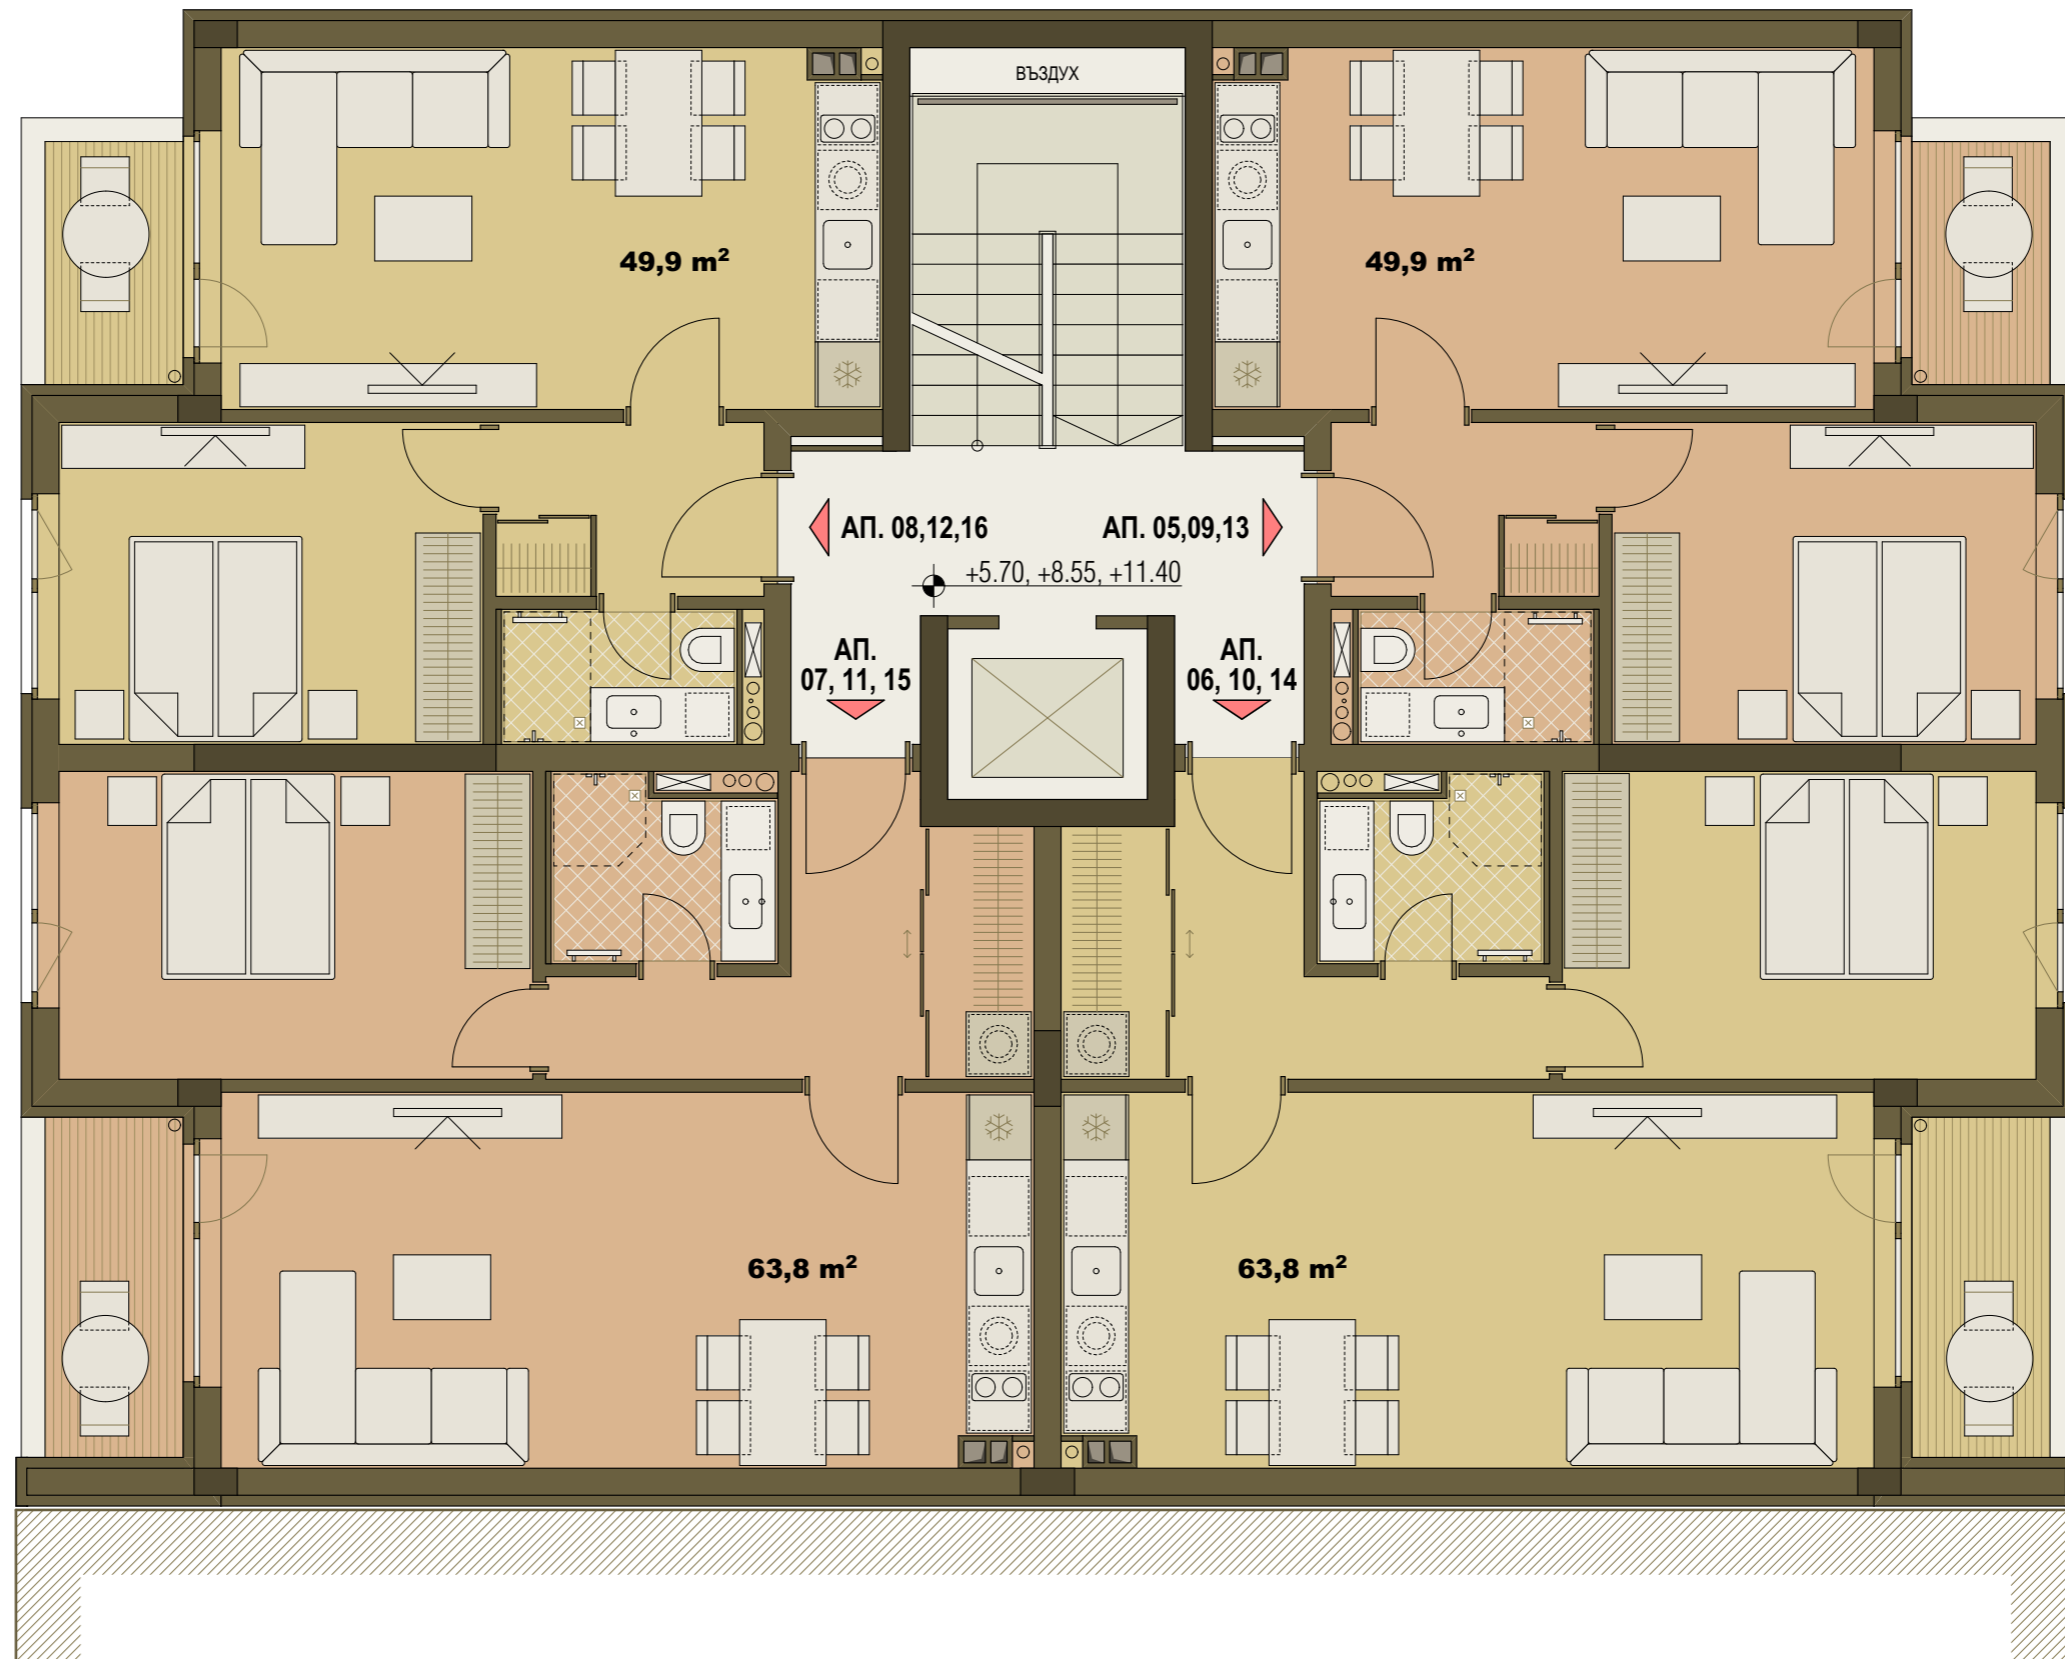 ВЪЗДУХ
49,9 m²
49,9 m²
АП. 08,12,16
АП. 05,09,13
+5.70, +8.55, +11.40
АП.
07, 11, 15
АП.
06, 10, 14
63,8 m²
63,8 m²